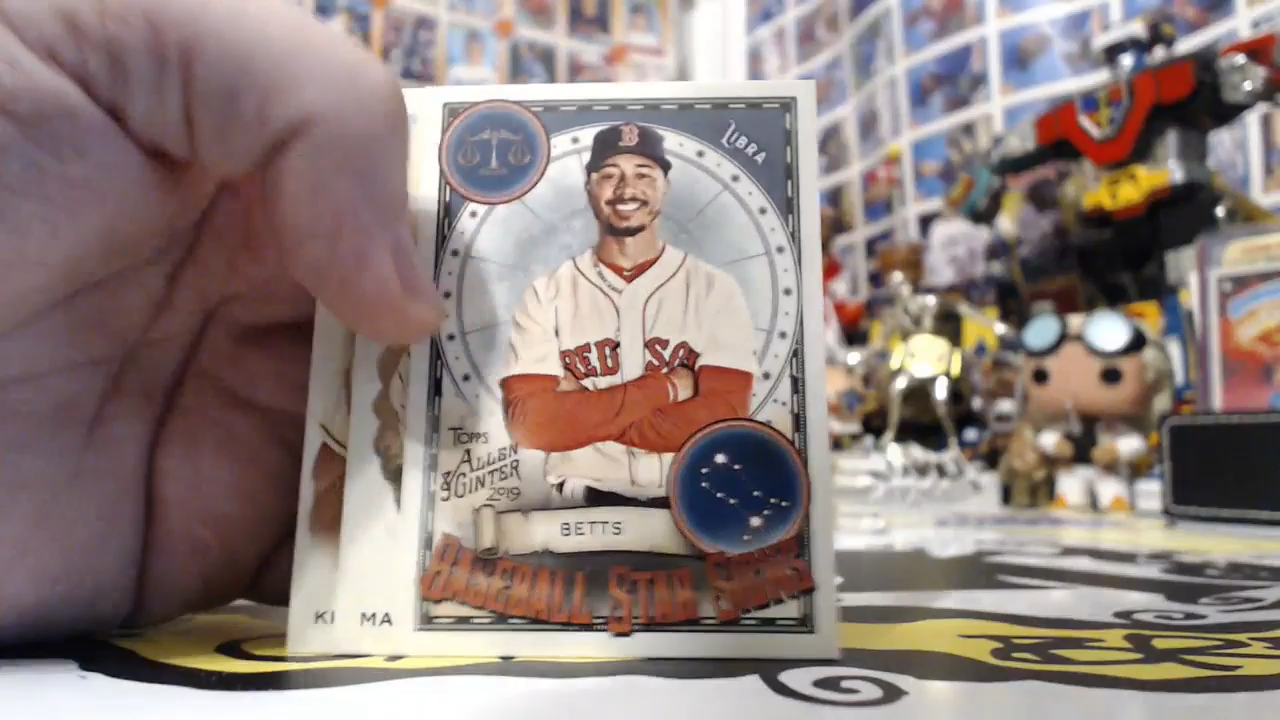 B
LIBRA
RED SOX
TOPPS
ALLEN
& GINTER
2019
BETTS
BASEBALL STAR SIGNS
KI
MA